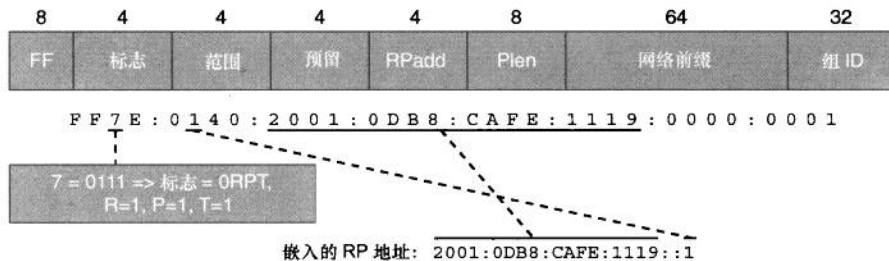 8 4 4 4 4 8 64 32
FF 标志 范围 预留 RPadd Plen 网络前缀 组 ID
FF7E:0140:2001:0DB8:CAFE:1119:0000:0001
7 = 0111 => 标志 = 0RPT,
R=1, P=1, T=1
嵌入的 RP 地址: 2001:0DB8:CAFE:1119::1